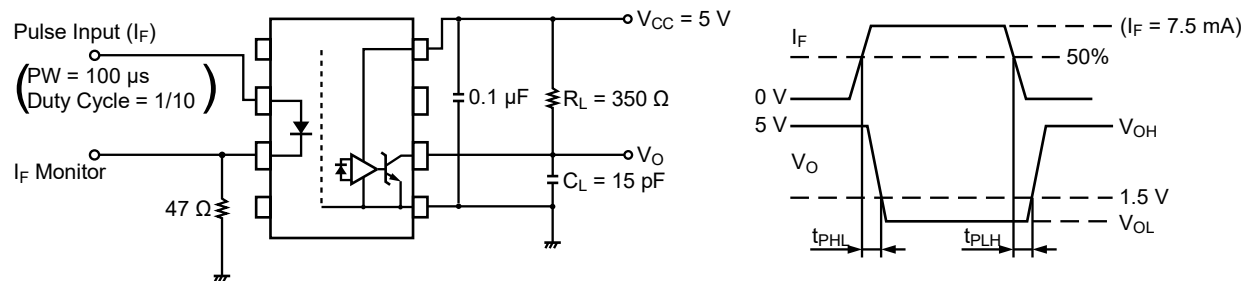 Pulse Input (IF)
(PW = 100 μs
Duty Cycle = 1/10)
IF Monitor
47 Ω
VCC = 5 V
0.1 μF
RL = 350 Ω
VO
CL = 15 pF
(IF = 7.5 mA)
IF
50%
0 V
5 V
VOH
VO
1.5 V
VOL
tPHL
tPLH